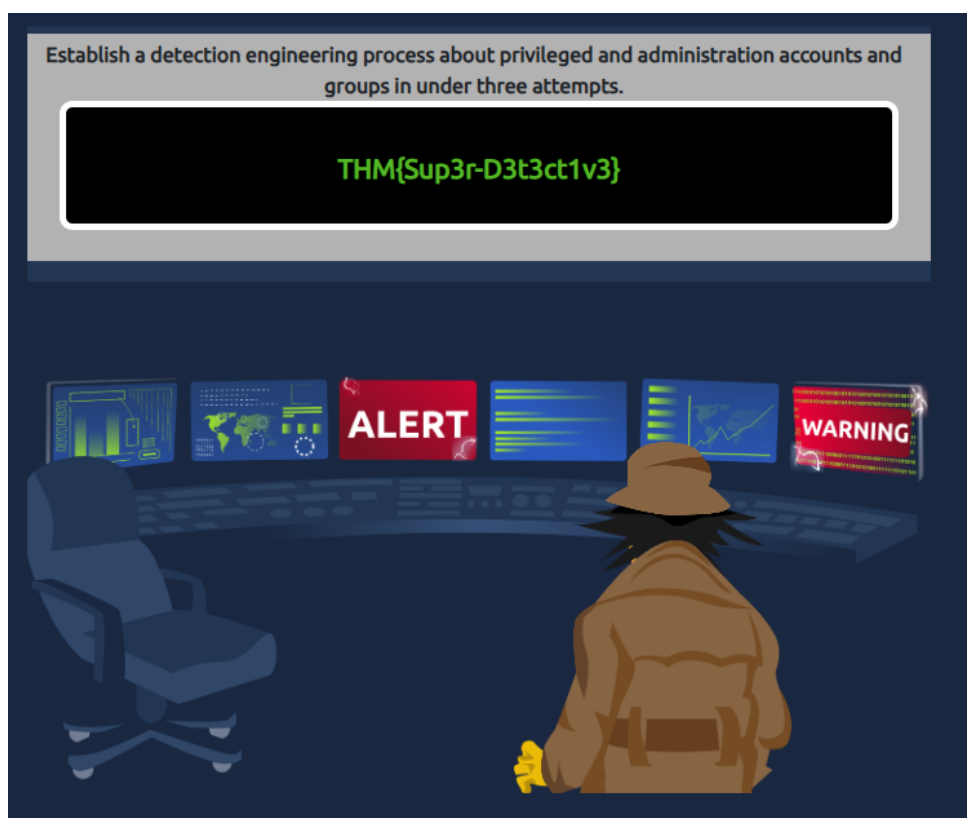 Establish a detection engineering process about privileged and administration accounts and
groups in under three attempts.
THM{Sup3r-D3t3ct1v3}
ALERT
WARNING